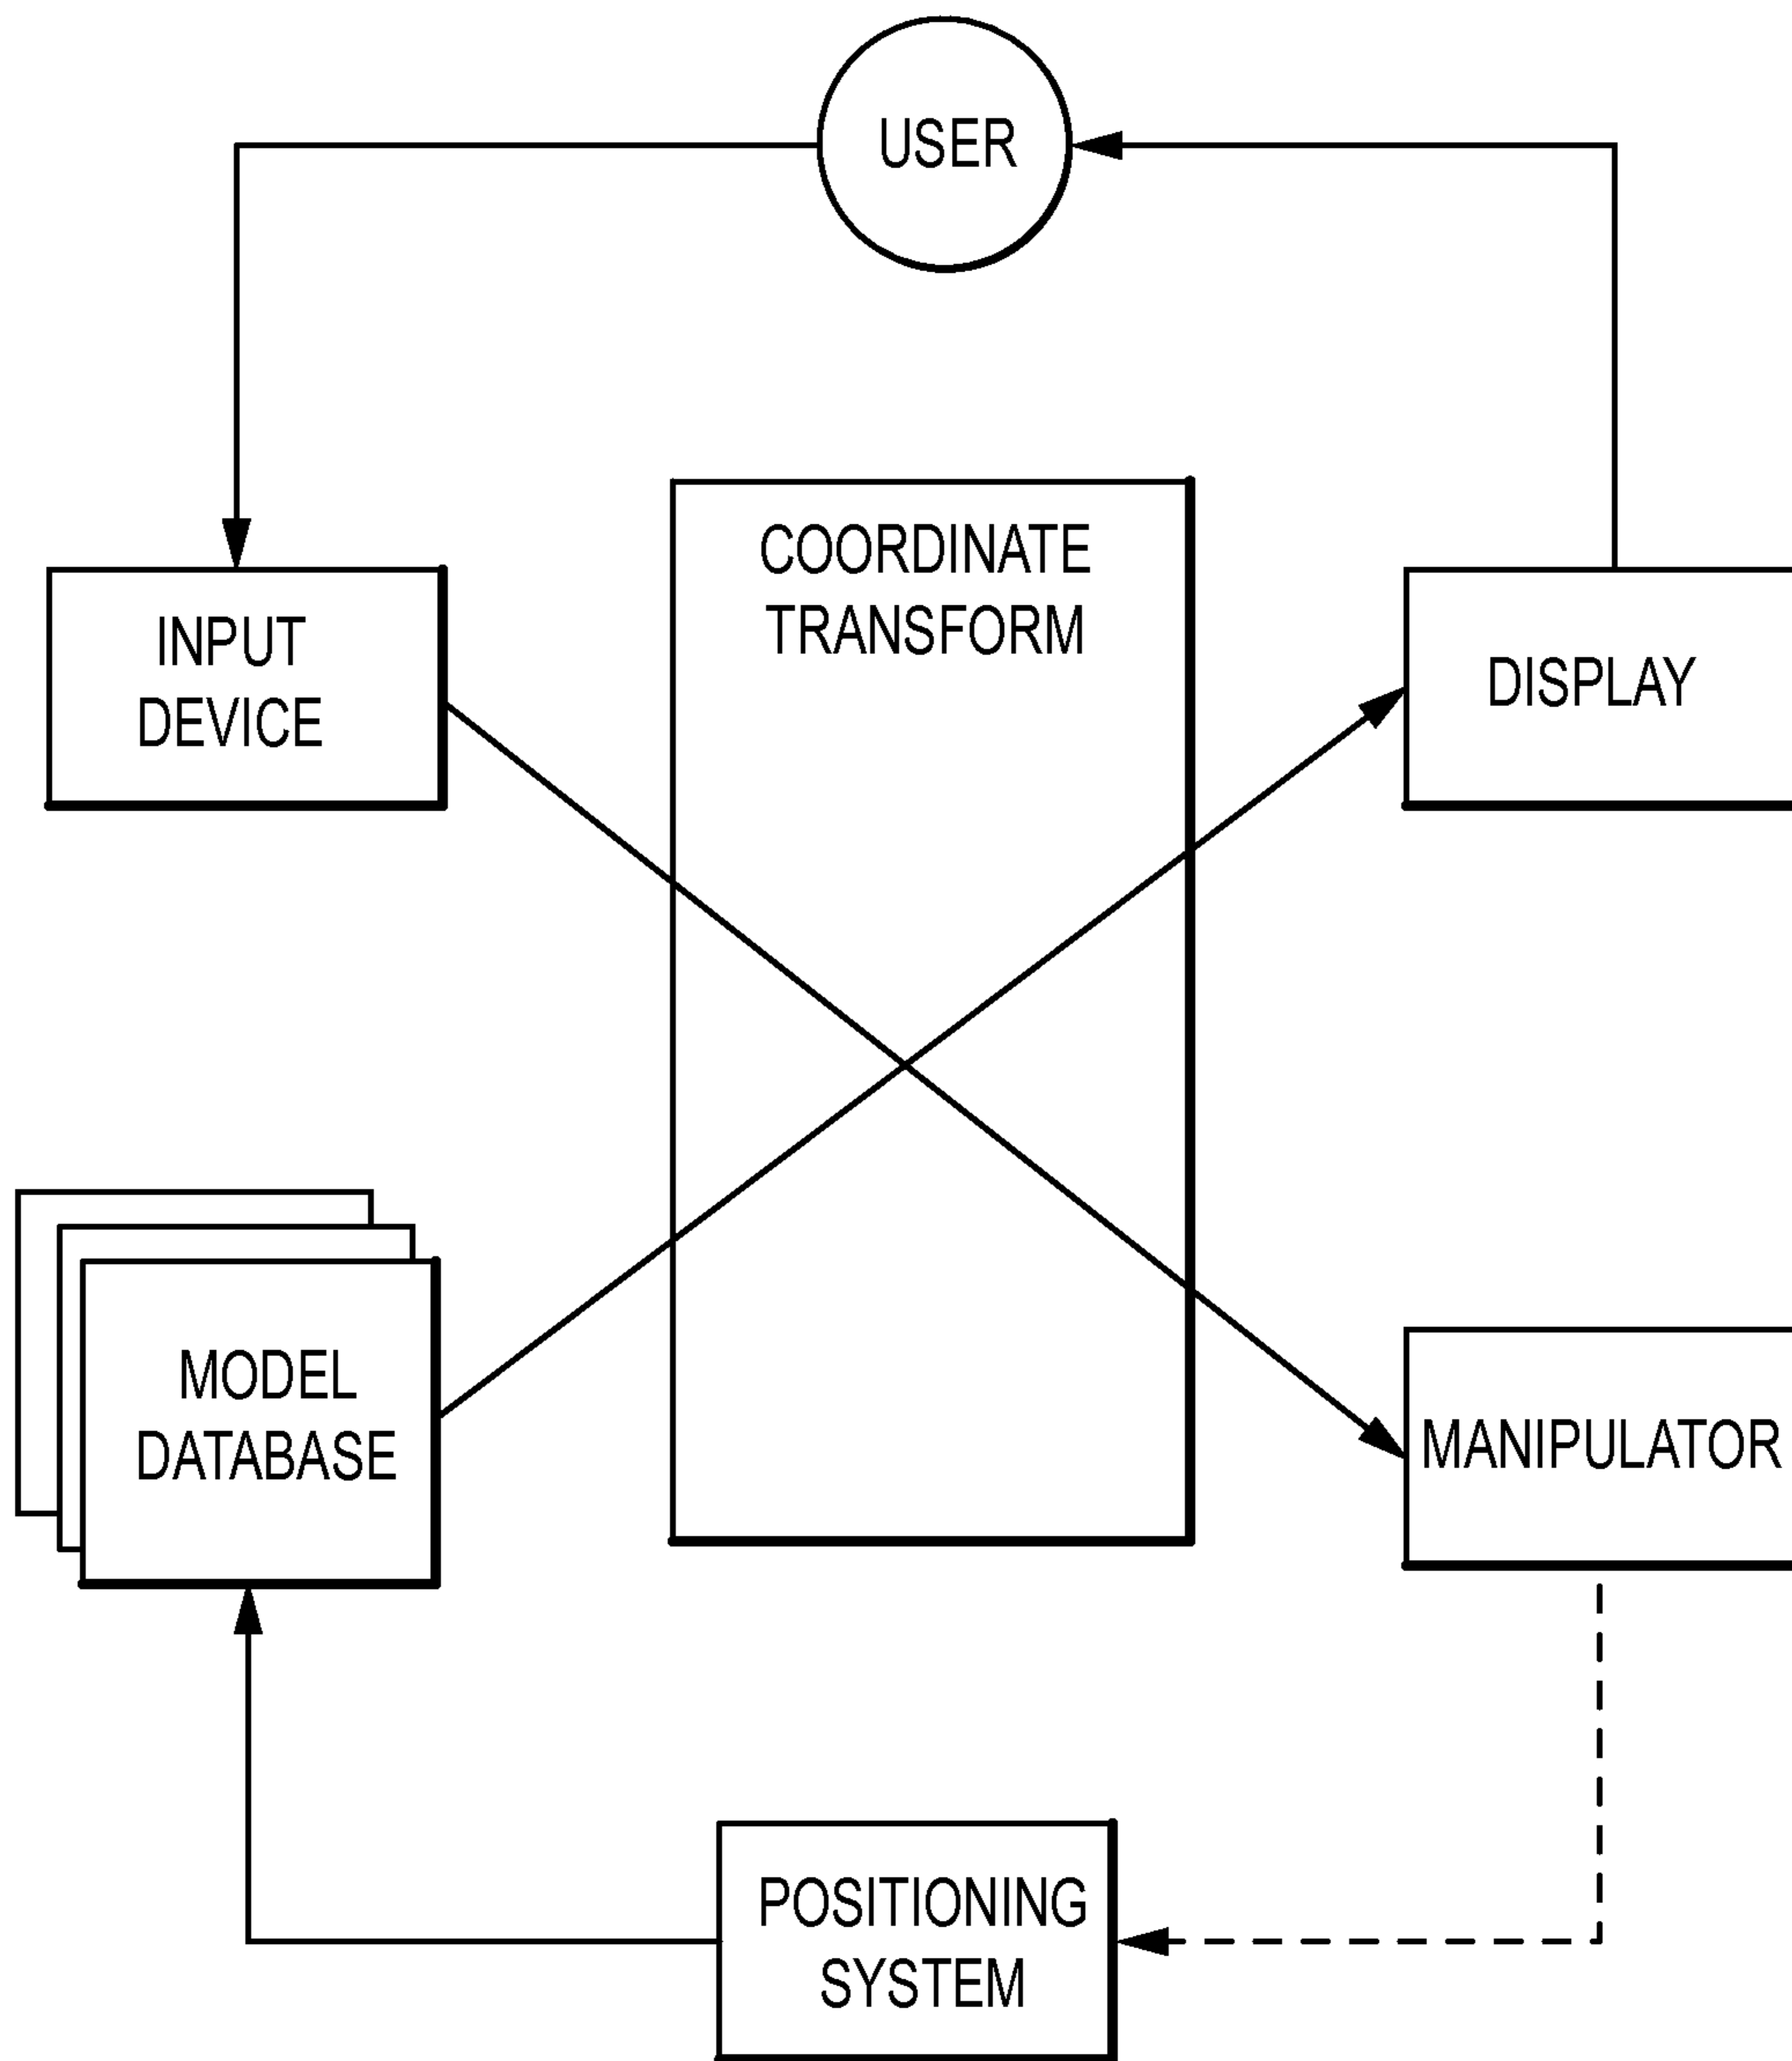 USER
COORDINATE
TRANSFORM
INPUT
DEVICE
DISPLAY
MODEL
DATABASE
MANIPULATOR
POSITIONING
SYSTEM